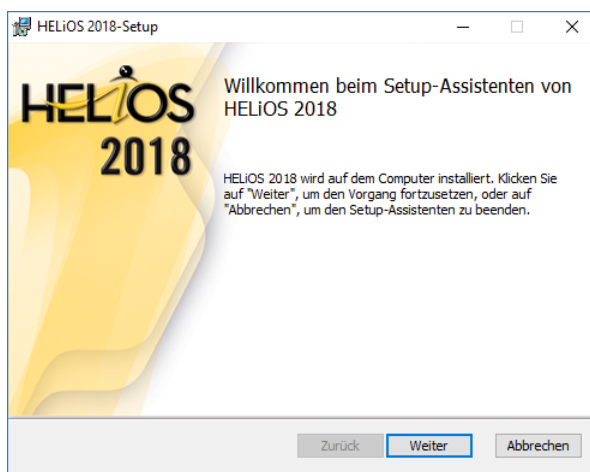 HELiOS 2018-Setup
HELiOS
2018
Willkommen beim Setup-Assistenten von
HELiOS 2018
HELiOS 2018 wird auf dem Computer installiert. Klicken Sie
auf "Weiter", um den Vorgang fortzusetzen, oder auf
"Abbrechen", um den Setup-Assistenten zu beenden.
Zurück
Weiter
Abbrechen